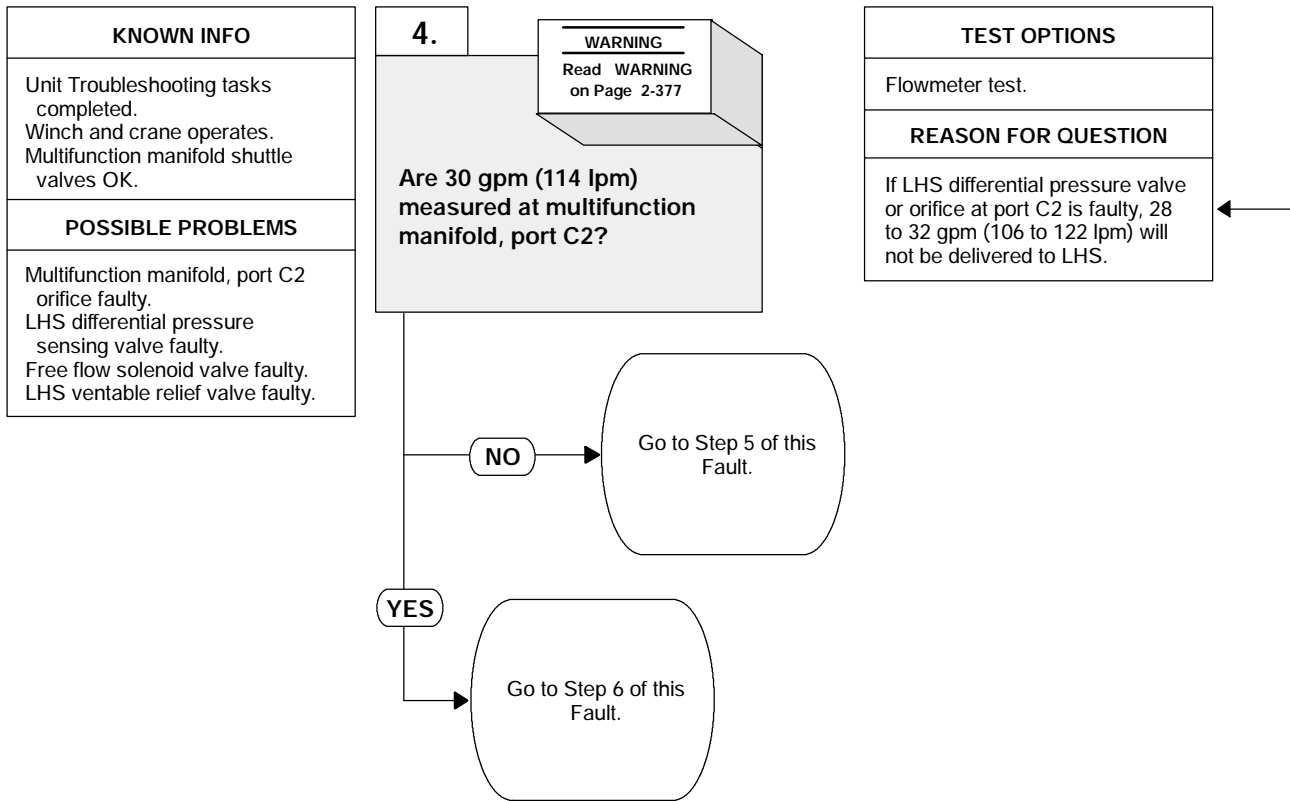 KNOWN INFO
Unit Troubleshooting tasks
completed.
Winch and crane operates.
Multifunction manifold shuttle
valves OK.
POSSIBLE PROBLEMS
Multifunction manifold, port C2
orifice faulty.
LHS differential pressure
sensing valve faulty.
Free flow solenoid valve faulty.
LHS ventable relief valve faulty.
4.
WARNING
Read WARNING
on Page 2-377
Are 30 gpm (114 lpm)
measured at multifunction
manifold, port C2?
TEST OPTIONS
Flowmeter test.
REASON FOR QUESTION
If LHS differential pressure valve
or orifice at port C2 is faulty, 28
to 32 gpm (106 to 122 lpm) will
not be delivered to LHS.
NO
Go to Step 5 of this
Fault.
YES
Go to Step 6 of this
Fault.